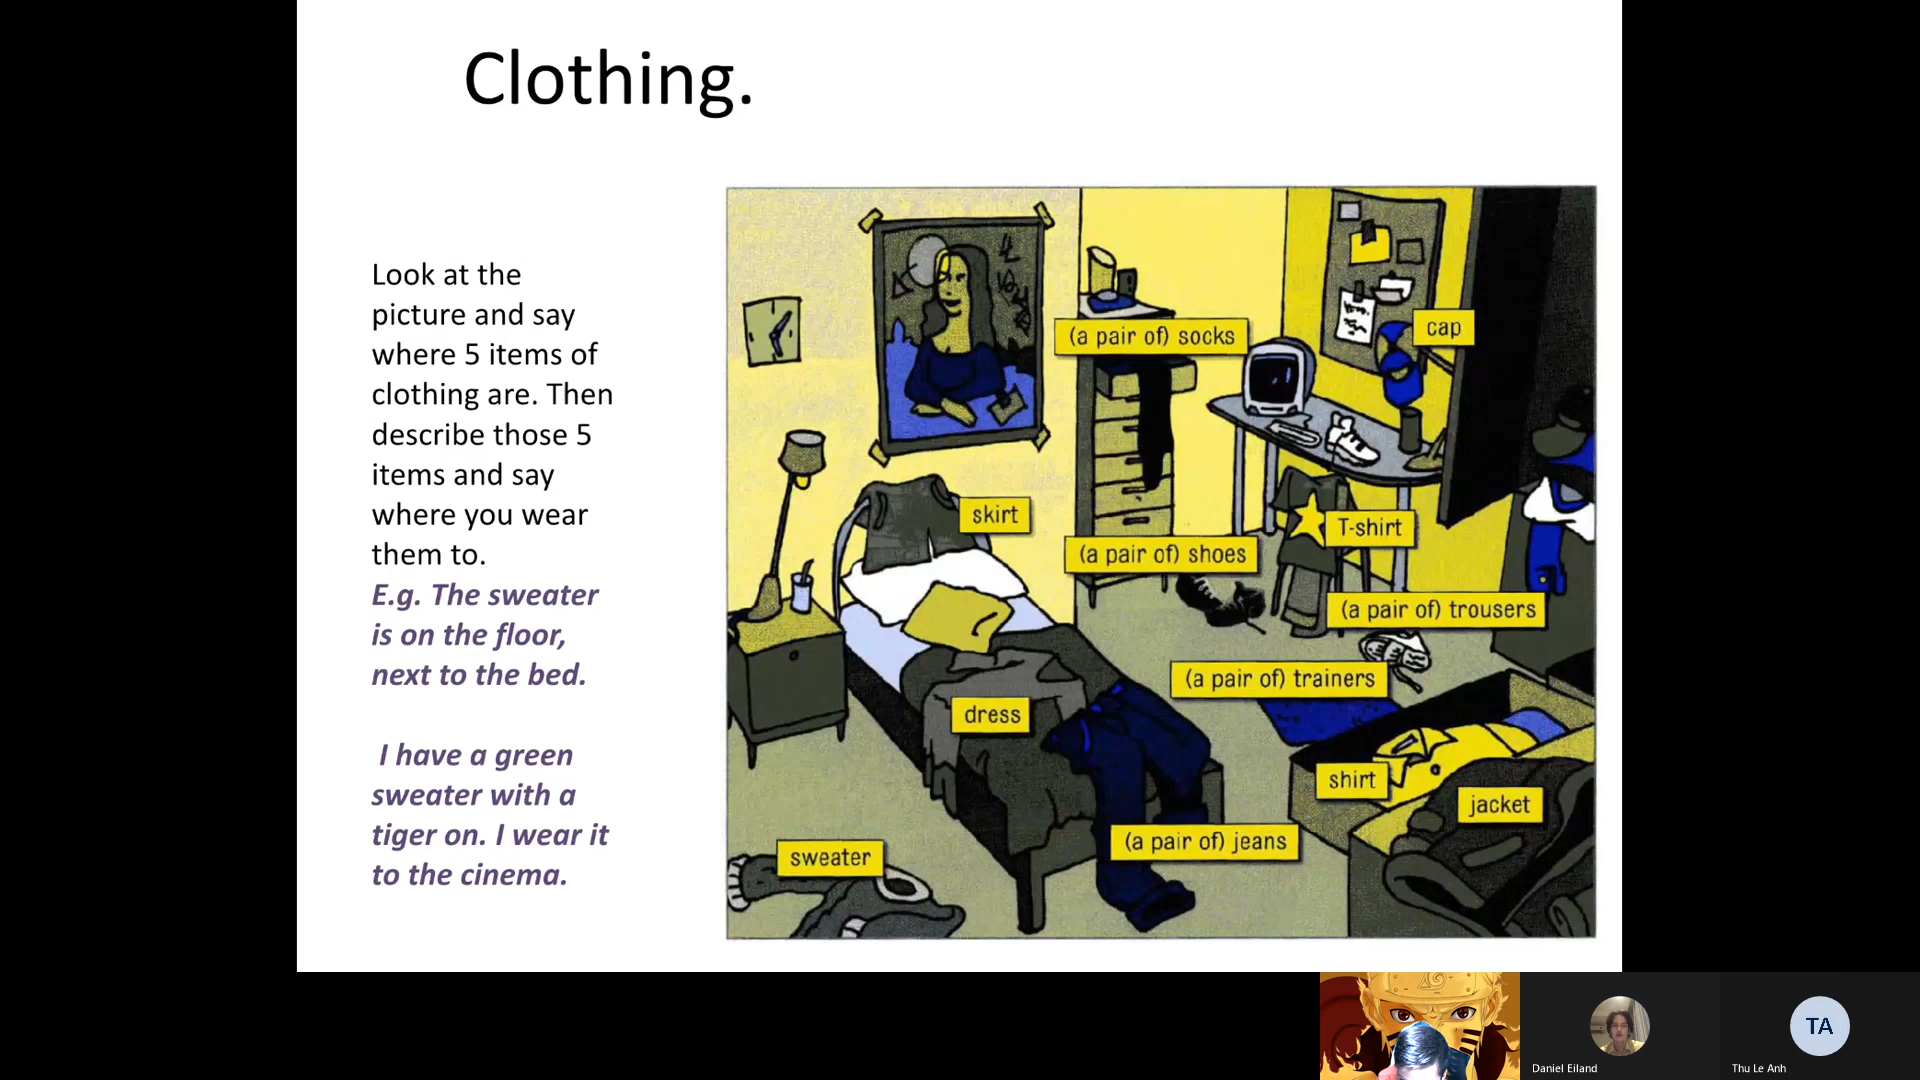 Clothing.
Look at the
picture and say
where 5 items of
clothing are. Then
describe those 5
items and say
where you wear
them to.
E.g. The sweater
is on the floor,
next to the bed.
I have a green
sweater with a
tiger on. I wear it
to the cinema.
(a pair of) socks
cap
skirt
T-shirt
(a pair of) shoes
(a pair of) trousers
(a pair of) trainers
dress
shirt
jacket
(a pair of) jeans
sweater
TA
Daniel Eiland
Thu Le Anh